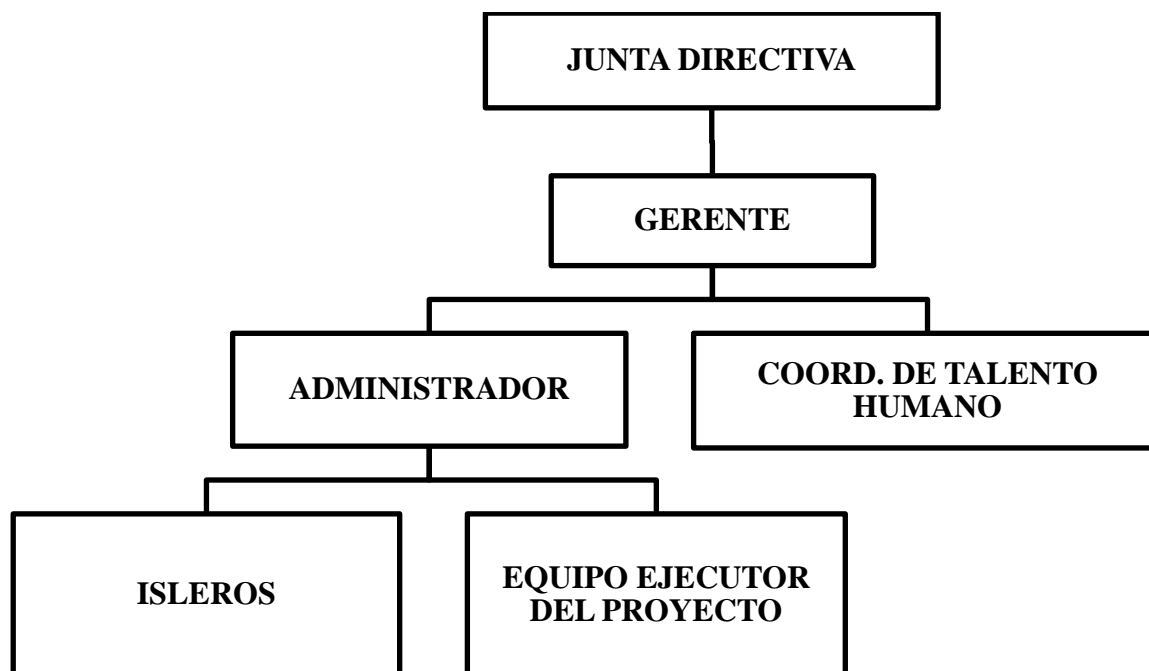 JUNTA DIRECTIVA
GERENTE
ADMINISTRADOR
COORD. DE TALENTO
HUMANO
ISLEROS
EQUIPO EJECUTOR
DEL PROYECTO